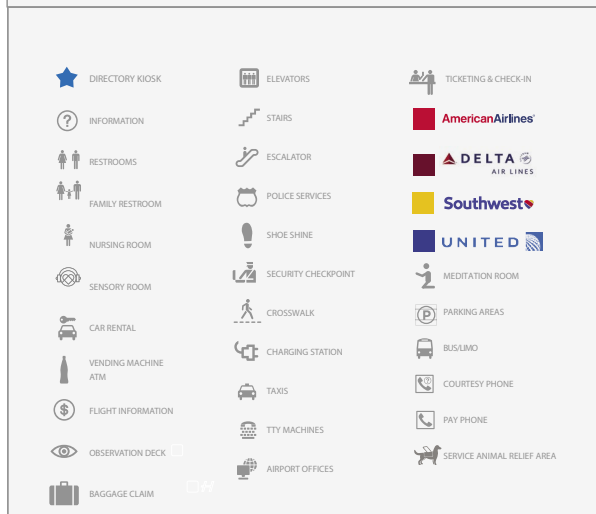 DIRECTORY KIOSK
INFORMATION
RESTROOMS
FAMILY RESTROOM
NURSING ROOM
SENSORY ROOM
CAR RENTAL
VENDING MACHINE
ATM
$
FLIGHT INFORMATION
OBSERVATION DECK
BAGGAGE CLAIM
H
ELEVATORS
STAIRS
ESCALATOR
POLICE SERVICES
SHOE SHINE
SECURITY CHECKPOINT
CROSSWALK
CHARGING STATION
TAXIS
TTY MACHINES
AIRPORT OFFICES
TICKETING & CHECK-IN
AmericanAirlines
DELTA
AIR LINES
Southwest
UNITED
MEDITATION ROOM
P
PARKING AREAS
BUS/LIMO
COURTESY PHONE
PAY PHONE
SERVICE ANIMAL RELIEF AREA